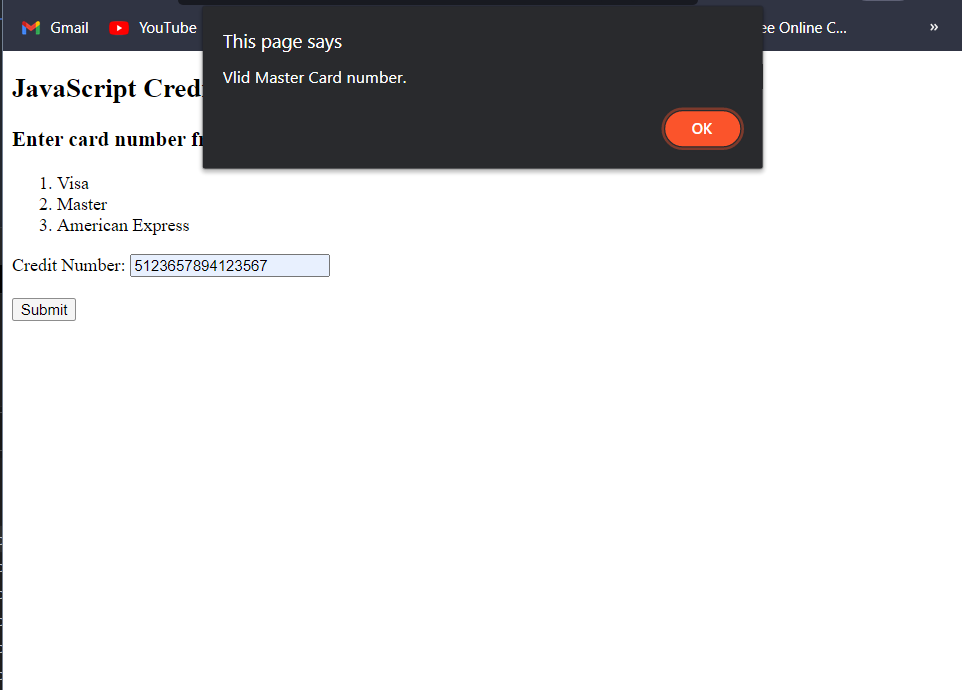 Gmail YouTube ee Online C... »
This page says
Vlid Master Card number.
OK
JavaScript Credi
Enter card number fr
1. Visa
2. Master
3. American Express
Credit Number: 5123657894123567
Submit